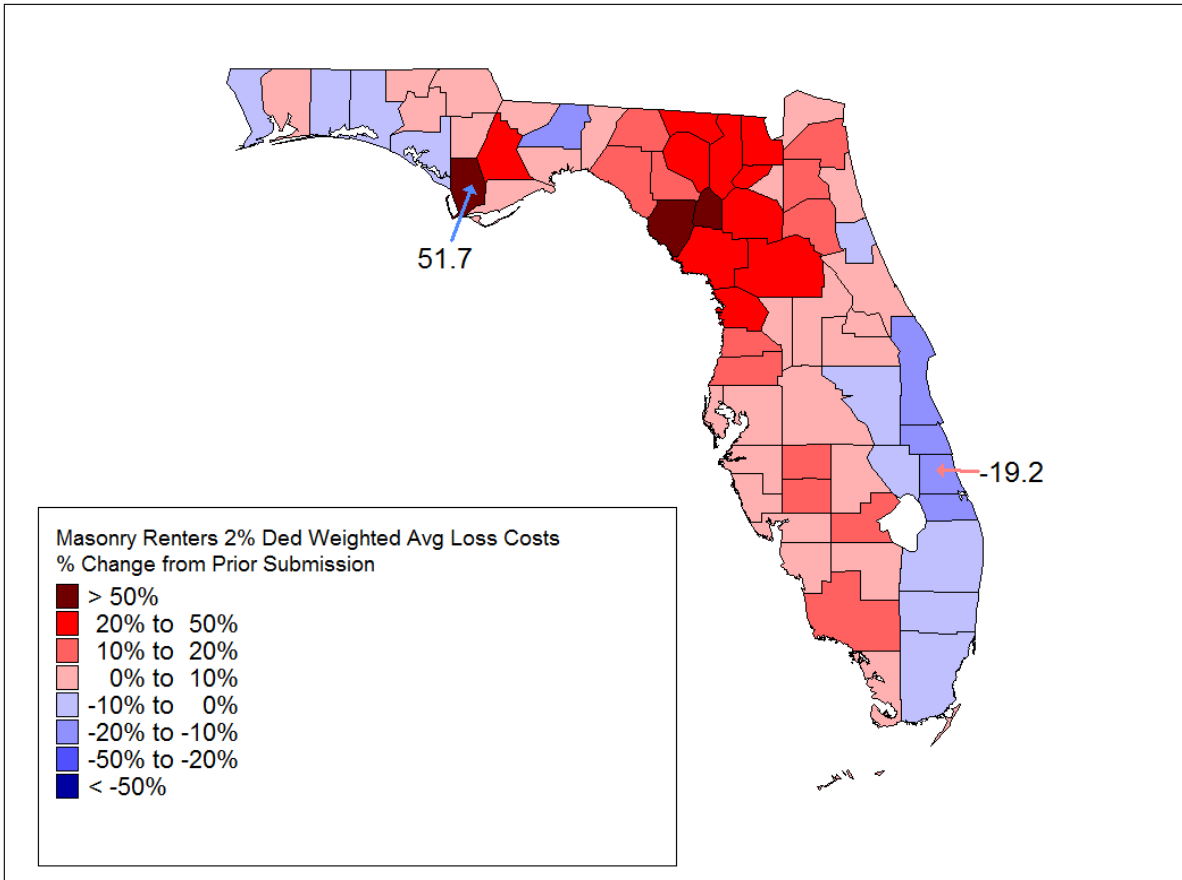 51.7
-19.2
Masonry Renters 2% Ded Weighted Avg Loss Costs
% Change from Prior Submission
> 50%
20% to 50%
10% to 20%
0% to 10%
-10% to 0%
-20% to -10%
-50% to -20%
< -50%